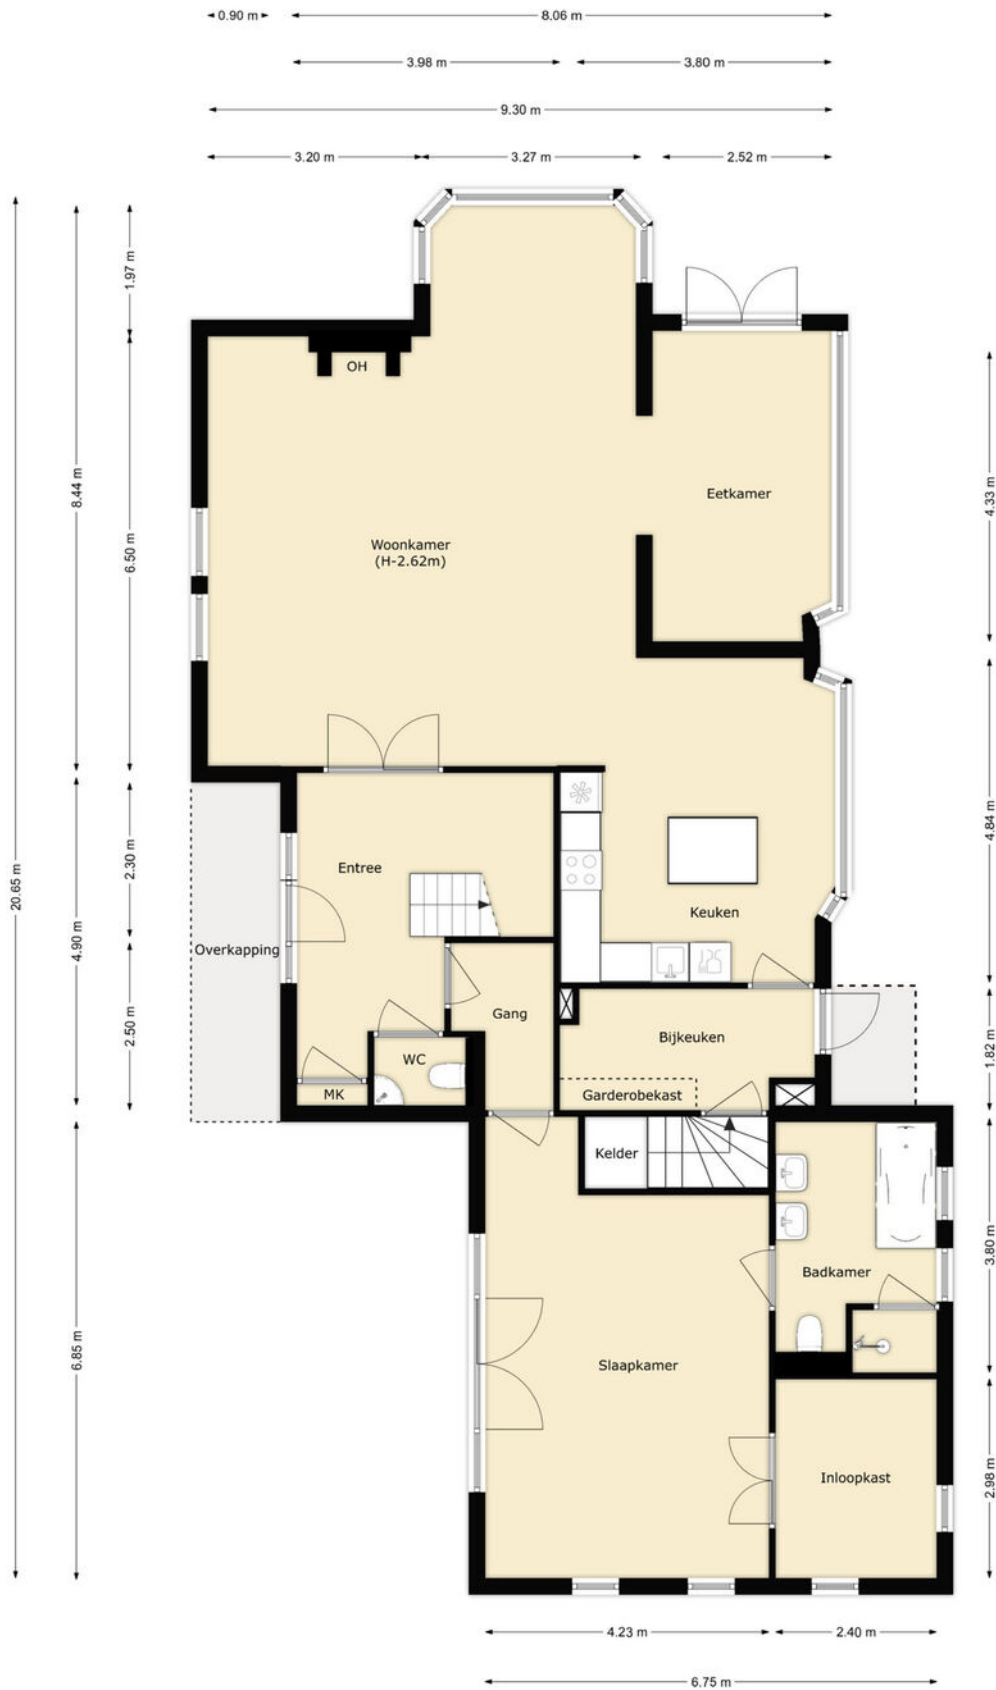 0.90 m
8.06 m
3.98 m
3.80 m
9.30 m
3.20 m
3.27 m
2.52 m
1.97 m
OH
4.33 m
8.44 m
Eetkamer
6.50 m
Woonkamer
(H-2.62m)
4.84 m
2.30 m
Entree
20.65 m
Keuken
4.90 m
Overkapping
Gang
2.50 m
Bijkeuken
1.82 m
WC
MK
Garderobekast
Kelder
3.80 m
Badkamer
6.85 m
Slaapkamer
Inloopkast
2.98 m
4.23 m
2.40 m
6.75 m